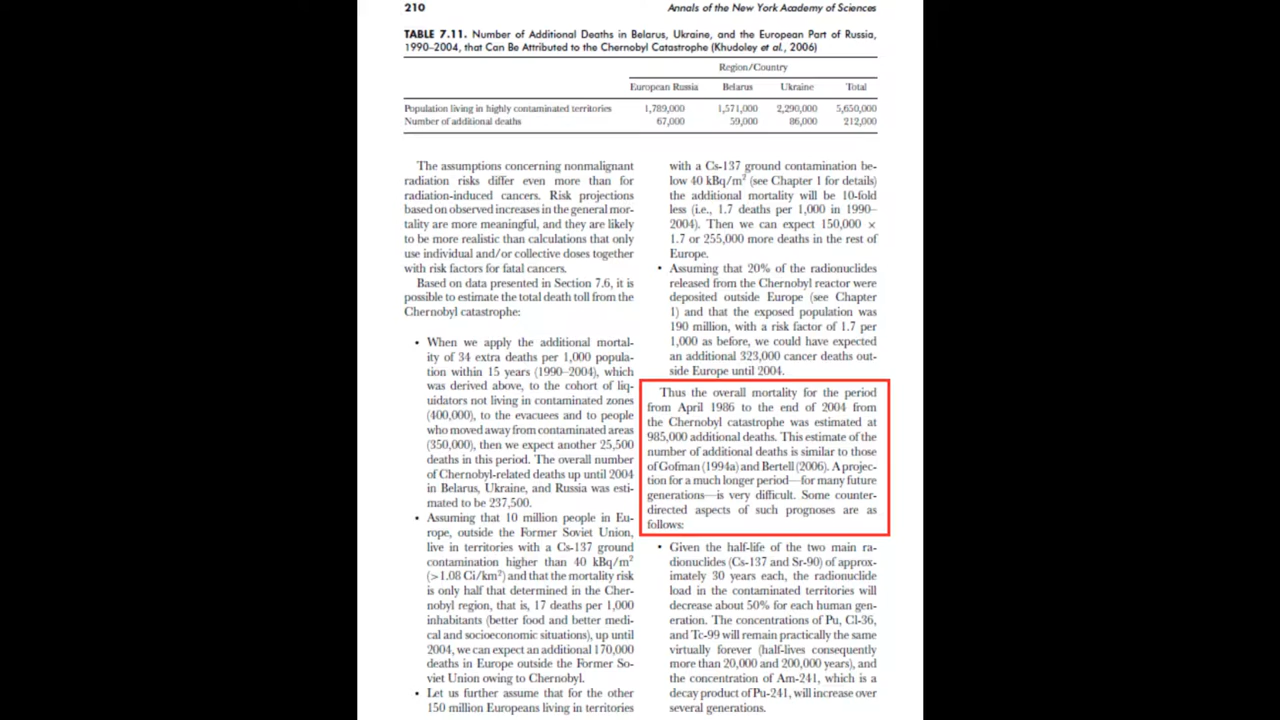 210
Annals of the New York Academy of Sciences
TABLE 7.11. Number of Additional Deaths in Belarus, Ukraine, and the European Part of Russia,
1990–2004, that Can Be Attributed to the Chernobyl Catastrophe (Khudoley et al., 2006)
Region/Country
European Russia Belarus Ukraine Total
Population living in highly contaminated territories 1,789,000 1,571,000 2,290,000 5,650,000
Number of additional deaths 67,000 59,000 86,000 212,000
The assumptions concerning nonmalignant
radiation risks differ even more than for
radiation-induced cancers. Risk projections
based on observed increases in the general mor-
tality are more meaningful, and they are likely
to be more realistic than calculations that only
use individual and/or collective doses together
with risk factors for fatal cancers.
Based on data presented in Section 7.6, it is
possible to estimate the total death toll from the
Chernobyl catastrophe:
• When we apply the additional mortal-
ity of 34 extra deaths per 1,000 popula-
tion within 15 years (1990–2004), which
was derived above, to the cohort of liq-
uidators not living in contaminated zones
(400,000), to the evacuees and to people
who moved away from contaminated areas
(350,000), then we expect another 25,500
deaths in this period. The overall number
of Chernobyl-related deaths up until 2004
in Belarus, Ukraine, and Russia was esti-
mated to be 237,500.
• Assuming that 10 million people in Eu-
rope, outside the Former Soviet Union,
live in territories with a Cs-137 ground
contamination higher than 40 kBq/m²
(>1.08 Ci/km²) and that the mortality risk
is only half that determined in the Cher-
nobyl region, that is, 17 deaths per 1,000
inhabitants (better food and better medi-
cal and socioeconomic situations), up until
2004, we can expect an additional 170,000
deaths in Europe outside the Former So-
viet Union owing to Chernobyl.
• Let us further assume that for the other
150 million Europeans living in territories
with a Cs-137 ground contamination be-
low 40 kBq/m² (see Chapter 1 for details)
the additional mortality will be 10-fold
less (i.e., 1.7 deaths per 1,000 in 1990–
2004). Then we can expect 150,000 ×
1.7 or 255,000 more deaths in the rest of
Europe.
• Assuming that 20% of the radionuclides
released from the Chernobyl reactor were
deposited outside Europe (see Chapter
1) and that the exposed population was
190 million, with a risk factor of 1.7 per
1,000 as before, we could have expected
an additional 323,000 cancer deaths out-
side Europe until 2004.
Thus the overall mortality for the period
from April 1986 to the end of 2004 from
the Chernobyl catastrophe was estimated at
985,000 additional deaths. This estimate of the
number of additional deaths is similar to those
of Gofman (1994a) and Bertell (2006). A projec-
tion for a much longer period—for many future
generations—is very difficult. Some counter-
directed aspects of such prognoses are as
follows:
• Given the half-life of the two main ra-
dionuclides (Cs-137 and Sr-90) of approx-
imately 30 years each, the radionuclide
load in the contaminated territories will
decrease about 50% for each human gen-
eration. The concentrations of Pu, Cl-36,
and Tc-99 will remain practically the same
virtually forever (half-lives consequently
more than 20,000 and 200,000 years), and
the concentration of Am-241, which is a
decay product of Pu-241, will increase over
several generations.